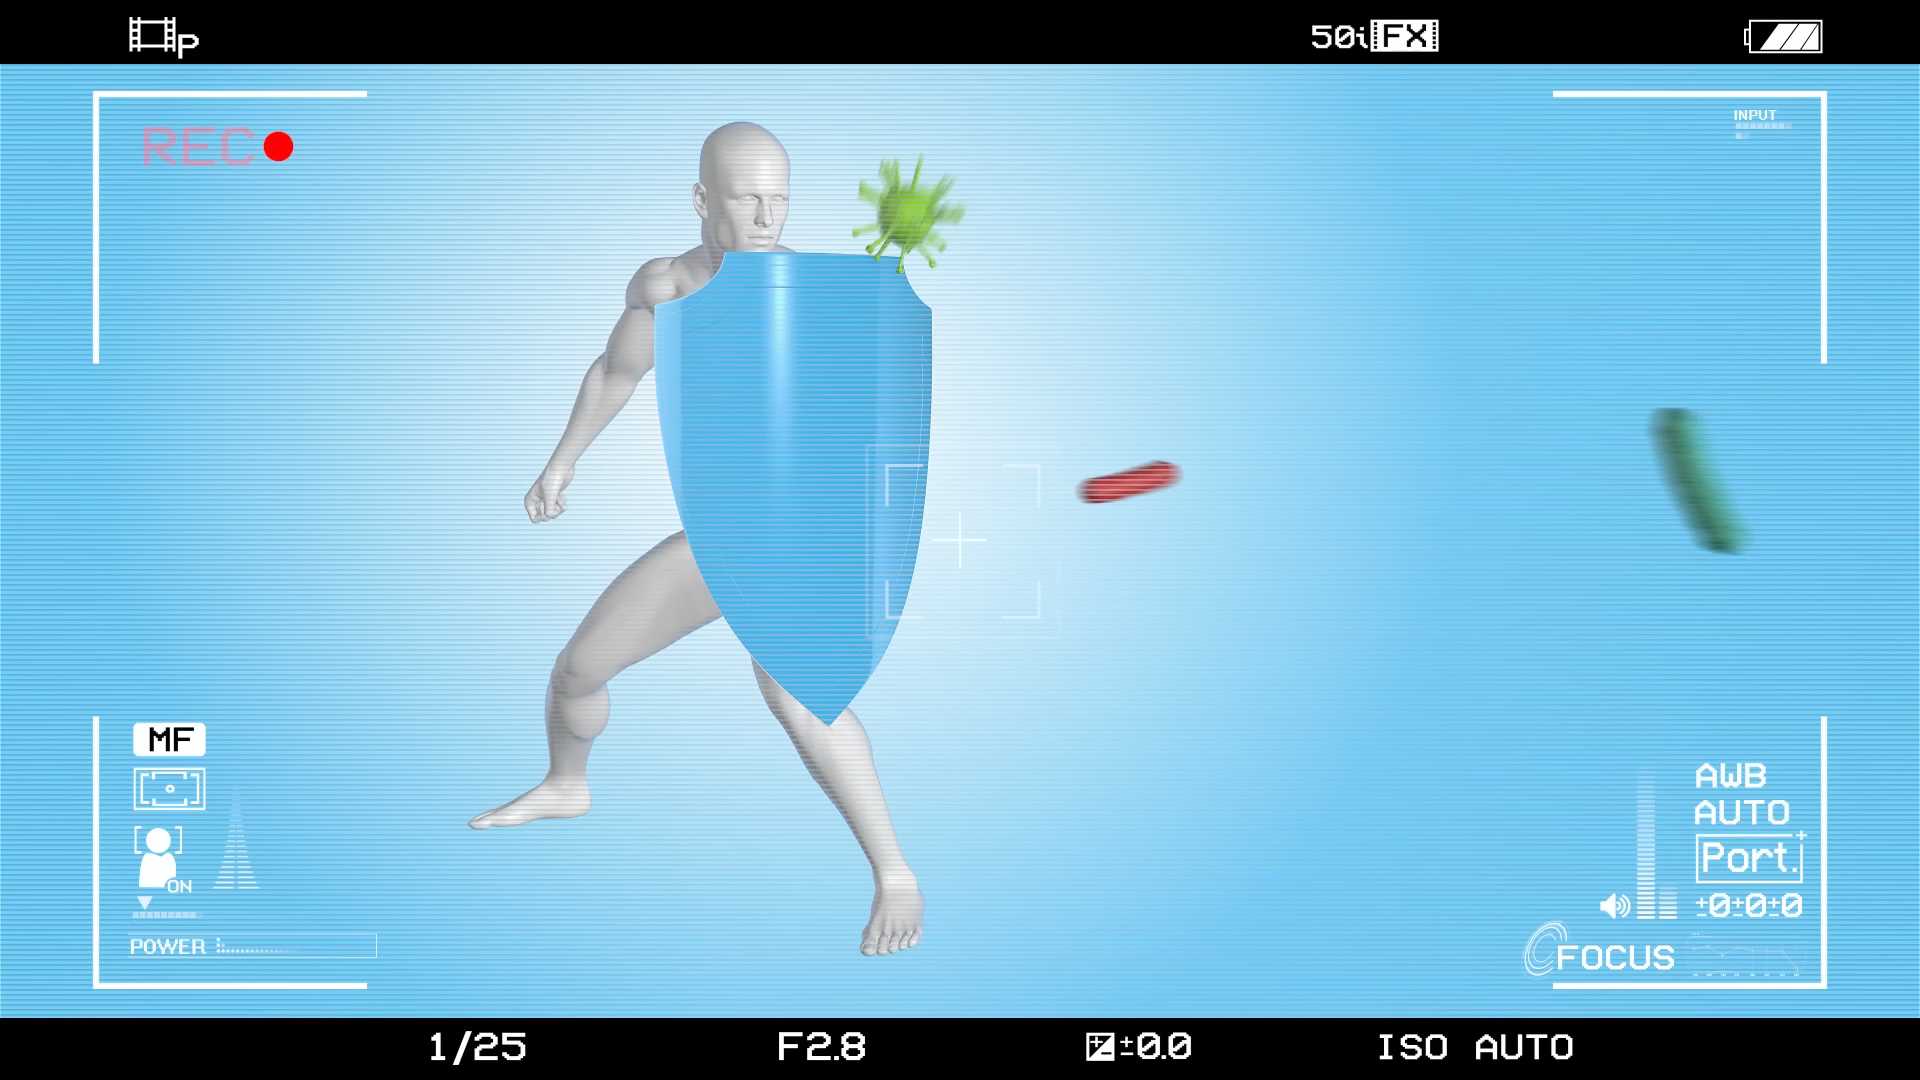 P
50i FX
REC
INPUT
MF
ON
POWER
AWB
AUTO
Port.
±0±0±0
FOCUS
1/25
F2.8
±0.0
ISO AUTO